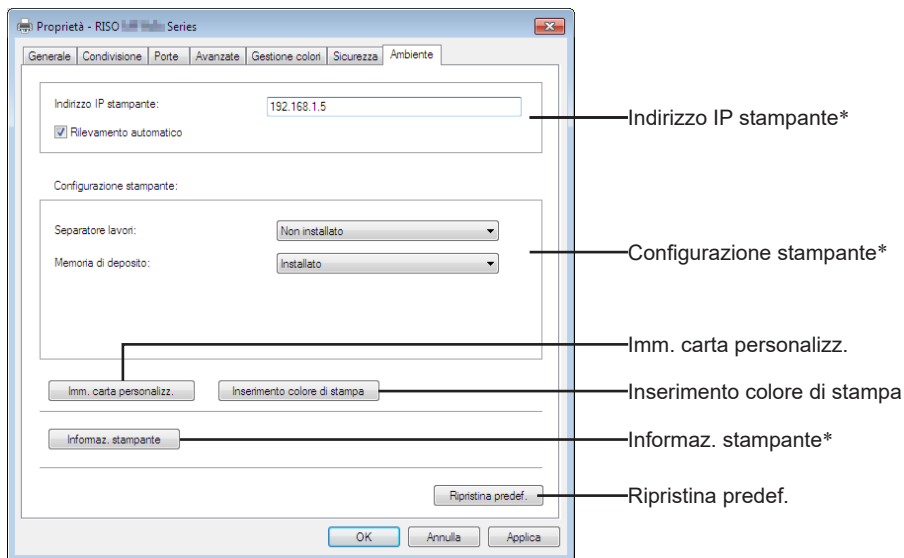 Proprietà - RISO Series
Generale Condivisione Porte Avanzate Gestione colori Sicurezza Ambiente
Indirizzo IP stampante: 192.168.1.5
Rilevamento automatico
Indirizzo IP stampante*
Configurazione stampante:
Separatore lavori: Non installato
Memoria di deposito: Installato
Configurazione stampante*
Imm. carta personalizz.
Imm. carta personalizz. Inserimento colore di stampa
Inserimento colore di stampa
Informaz. stampante
Informaz. stampante*
Ripristina predef.
Ripristina predef.
OK Annulla Applica